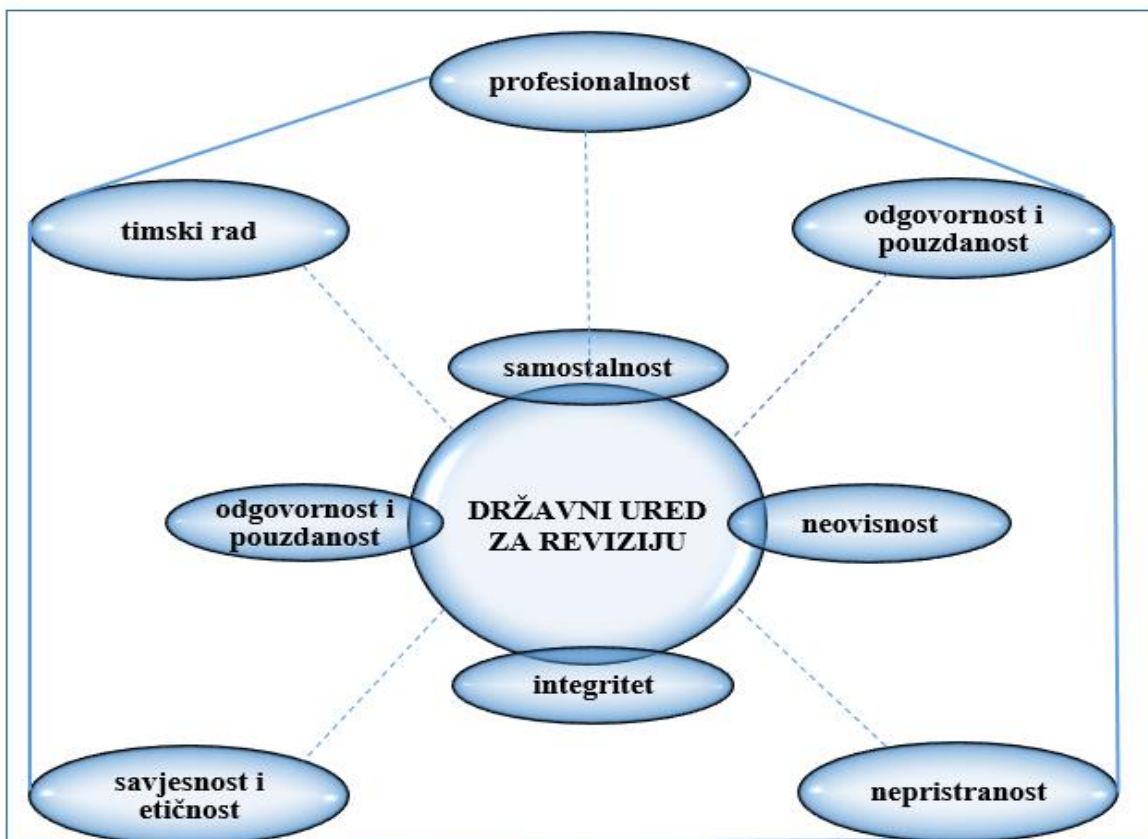 profesionalnost
timski rad
odgovornost i
pouzdanost
samostalnost
odgovornost i
pouzdanost
DRŽAVNI URED
ZA REVIZIJU
neovisnost
integritet
savjesnost i
etičnost
nepristranost